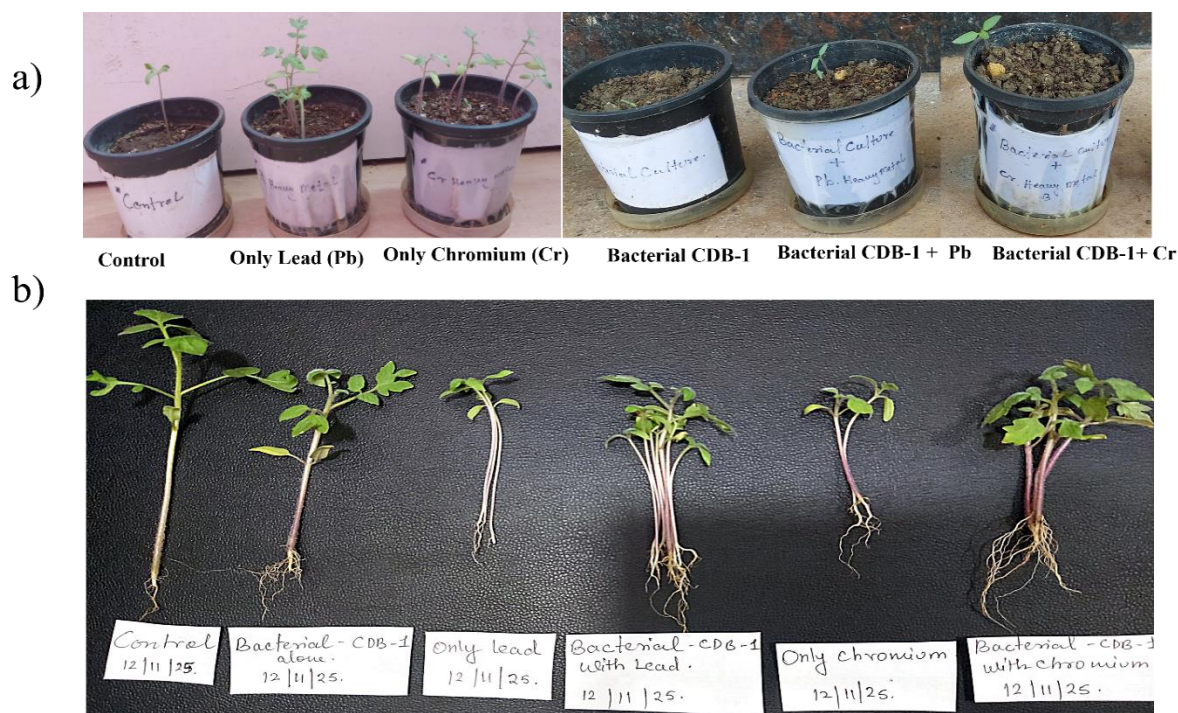 a)
Control
Heavy metal
Cr Heavy metal
Culture.
Bacterial Culture
+
Pb. Heavy metal
Bacterial Culture
+
Cr. Heavy metal
Control
Only Lead (Pb)
Only Chromium (Cr)
Bacterial CDB-1
Bacterial CDB-1 + Pb
Bacterial CDB-1+ Cr
b)
Control
12/11/25.
Bacterial - CDB-1
alone.
12/11/25.
Only lead
12/11/25.
Bacterial - CDB-1
with Lead.
12/11/25.
Only chromium
12/11/25.
Bacterial - CDB-1
with chromium
12/11/25.